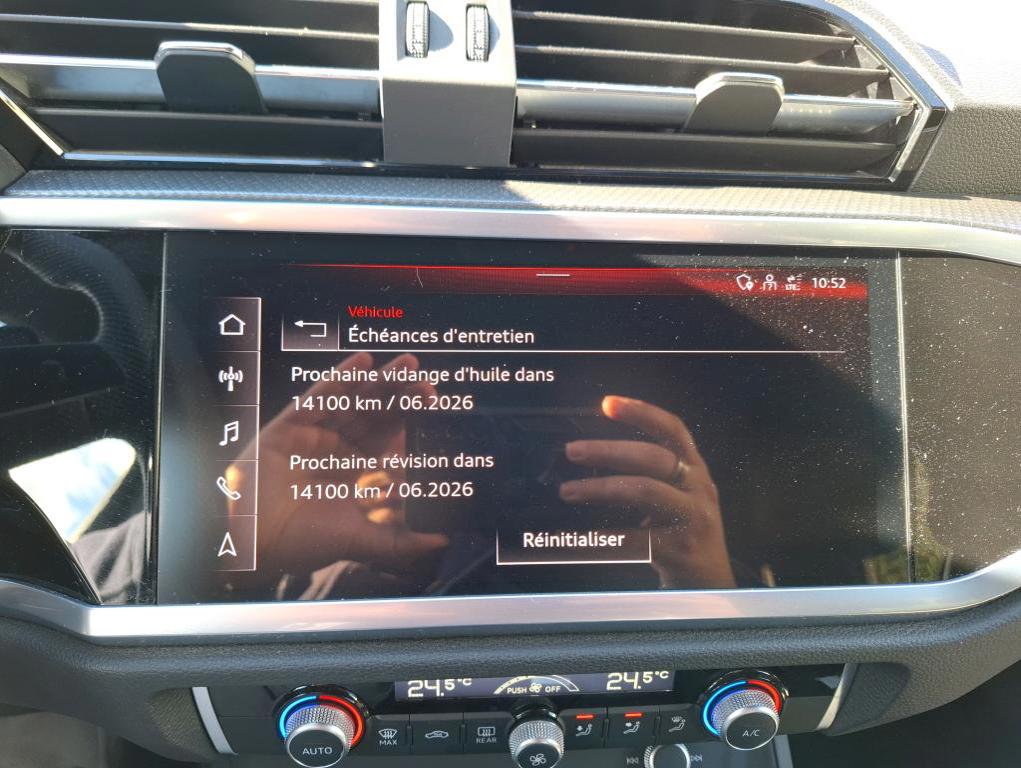 10:52
LTE
Véhicule
Échéances d'entretien
Prochaine vidange d'huile dans
14100 km / 06.2026
Prochaine révision dans
14100 km / 06.2026
Réinitialiser
24.5°C
PUSH OFF
24.5°C
AUTO
MAX
REAR
A/C